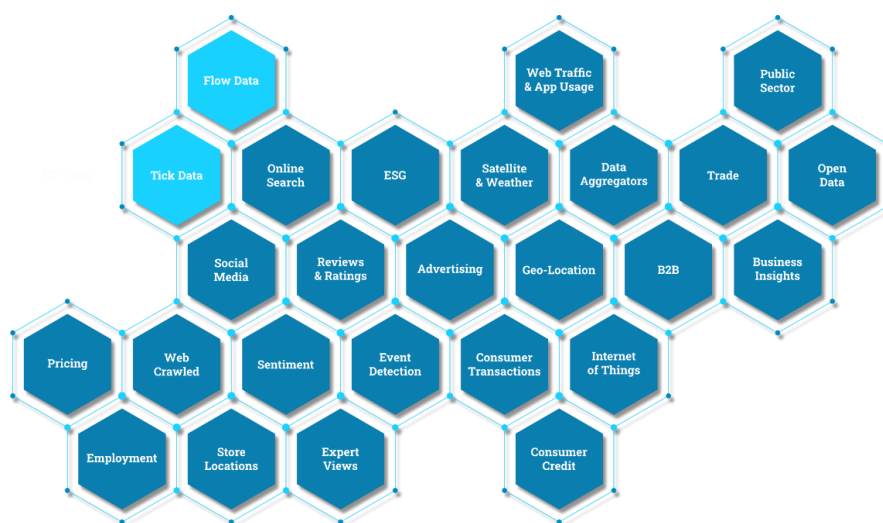 Flow Data
Web Traffic
& App Usage
Public
Sector
Tick Data
Online
Search
ESG
Satellite
& Weather
Data
Aggregators
Trade
Open
Data
Social
Media
Reviews
& Ratings
Advertising
Geo-Location
B2B
Business
Insights
Pricing
Web
Crawled
Sentiment
Event
Detection
Consumer
Transactions
Internet
of Things
Employment
Store
Locations
Expert
Views
Consumer
Credit